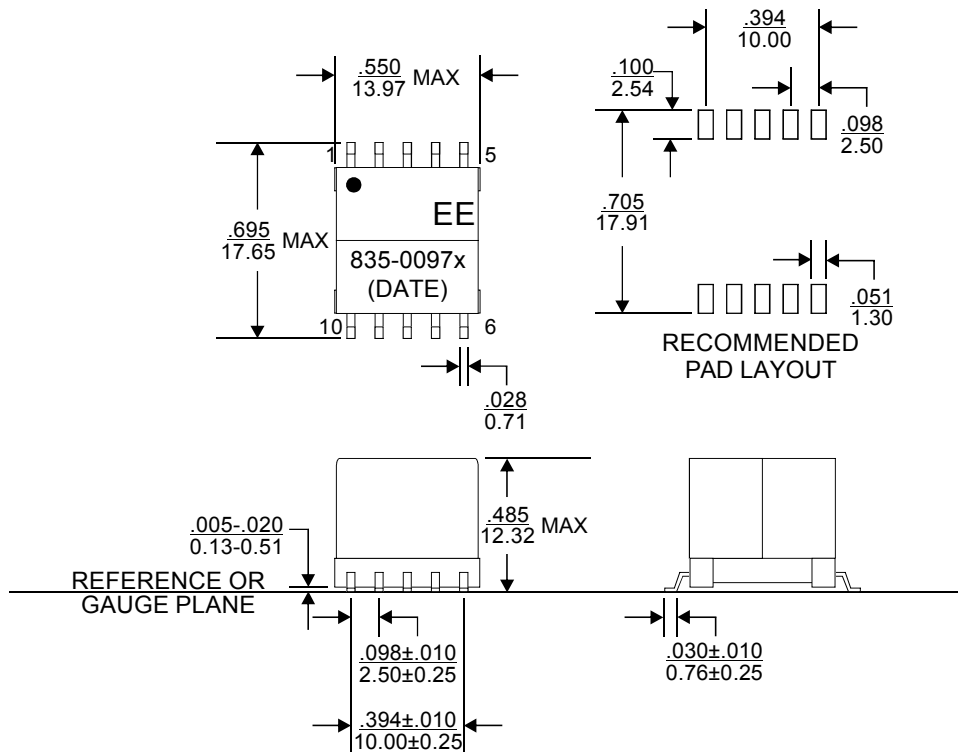 .550
13.97 MAX
.394
10.00
.100
2.54
.098
2.50
1
5
EE
.695
17.65 MAX
.705
17.91
835-0097x
(DATE)
10
6
.051
1.30
RECOMMENDED
PAD LAYOUT
.028
0.71
.005-.020
0.13-0.51
.485
12.32 MAX
REFERENCE OR
GAUGE PLANE
.098±.010
2.50±0.25
.030±.010
0.76±0.25
.394±.010
10.00±0.25